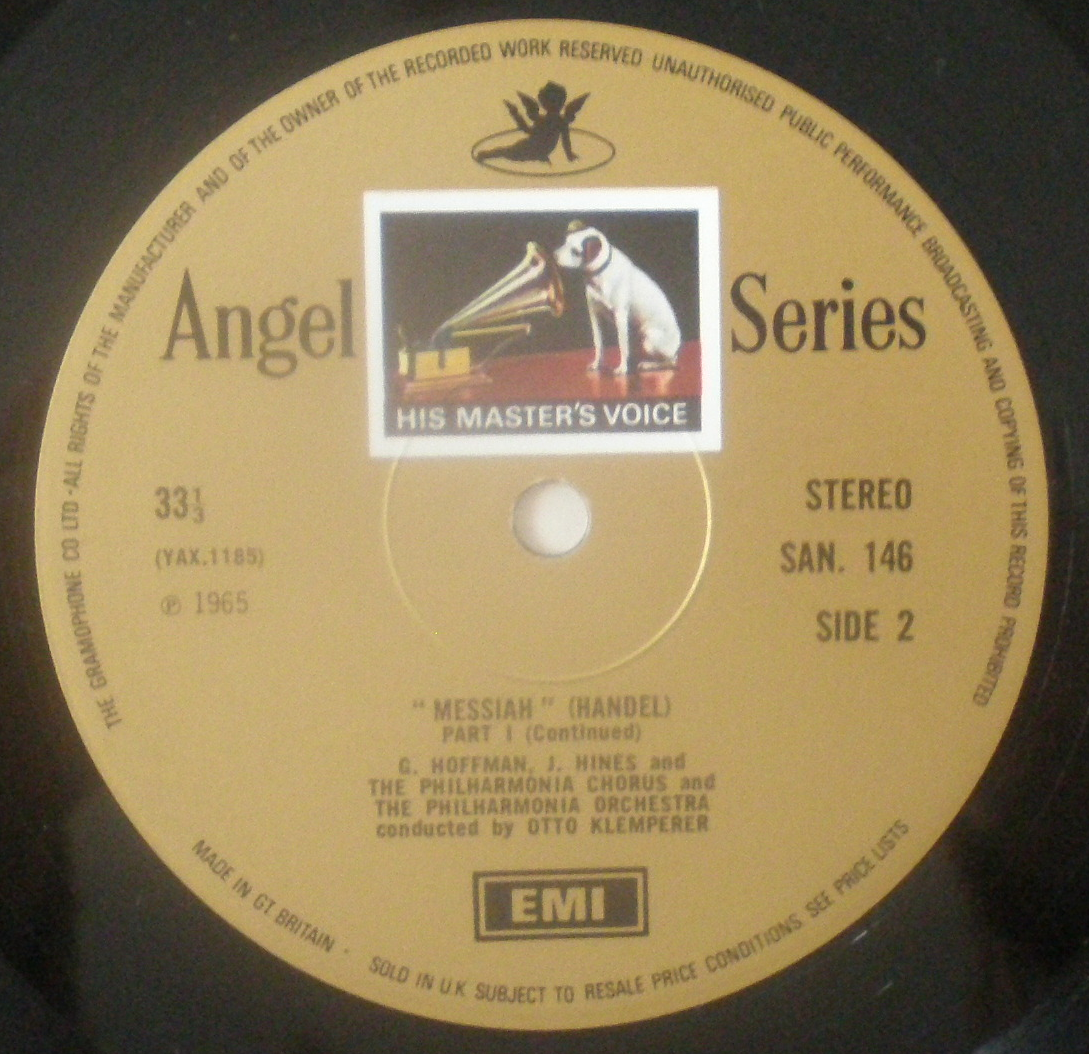 THE GRAMOPHONE CO LTD · ALL RIGHTS OF THE MANUFACTURER AND OF THE OWNER OF THE RECORDED WORK RESERVED UNAUTHORISED PUBLIC PERFORMANCE BROADCASTING AND COPYING OF THIS RECORD PROHIBITED
Angel Series
HIS MASTER'S VOICE
33⅓
STEREO
(YAX.1185)
SAN. 146
℗ 1965
SIDE 2
" MESSIAH " (HANDEL)
PART I (Continued)
G. HOFFMAN, J. HINES and
THE PHILHARMONIA CHORUS and
THE PHILHARMONIA ORCHESTRA
conducted by OTTO KLEMPERER
EMI
MADE IN GT. BRITAIN - SOLD IN U.K SUBJECT TO RESALE PRICE CONDITIONS SEE PRICE LISTS